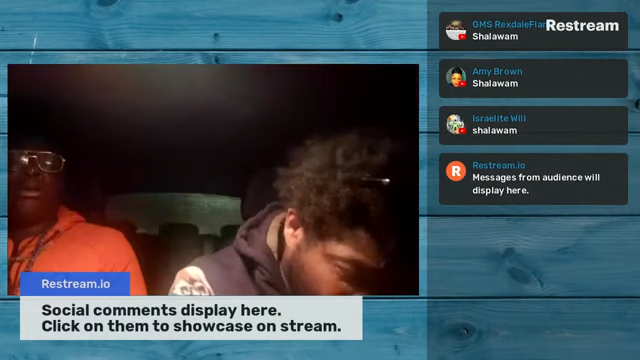 GMS RexdaleFlam
Restream
Shalawam
Amy Brown
Shalawam
Israelite Will
shalawam
R
Restream.io
Messages from audience will
display here.
Restream.io
Social comments display here.
Click on them to showcase on stream.